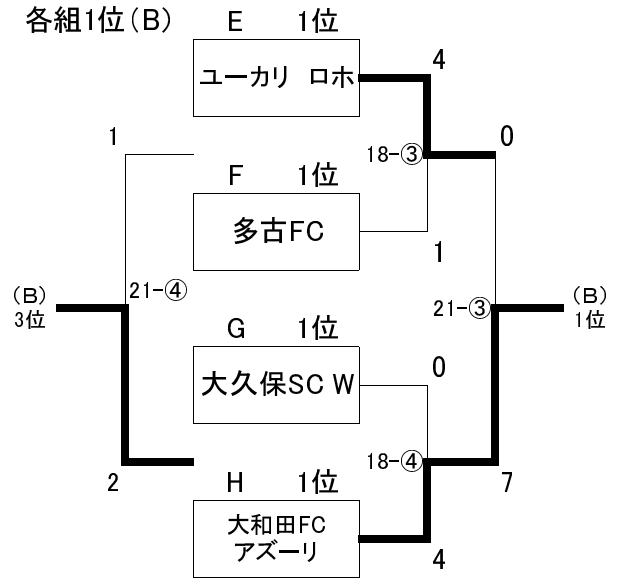 各組1位(B)
E 1位
ユーカリ ロホ
4
1
18-③
0
F 1位
多古FC
1
21-④
(B)
3位
21-③
(B)
1位
G 1位
大久保SC W
0
18-④
2
7
H 1位
大和田FC
アズーリ
4